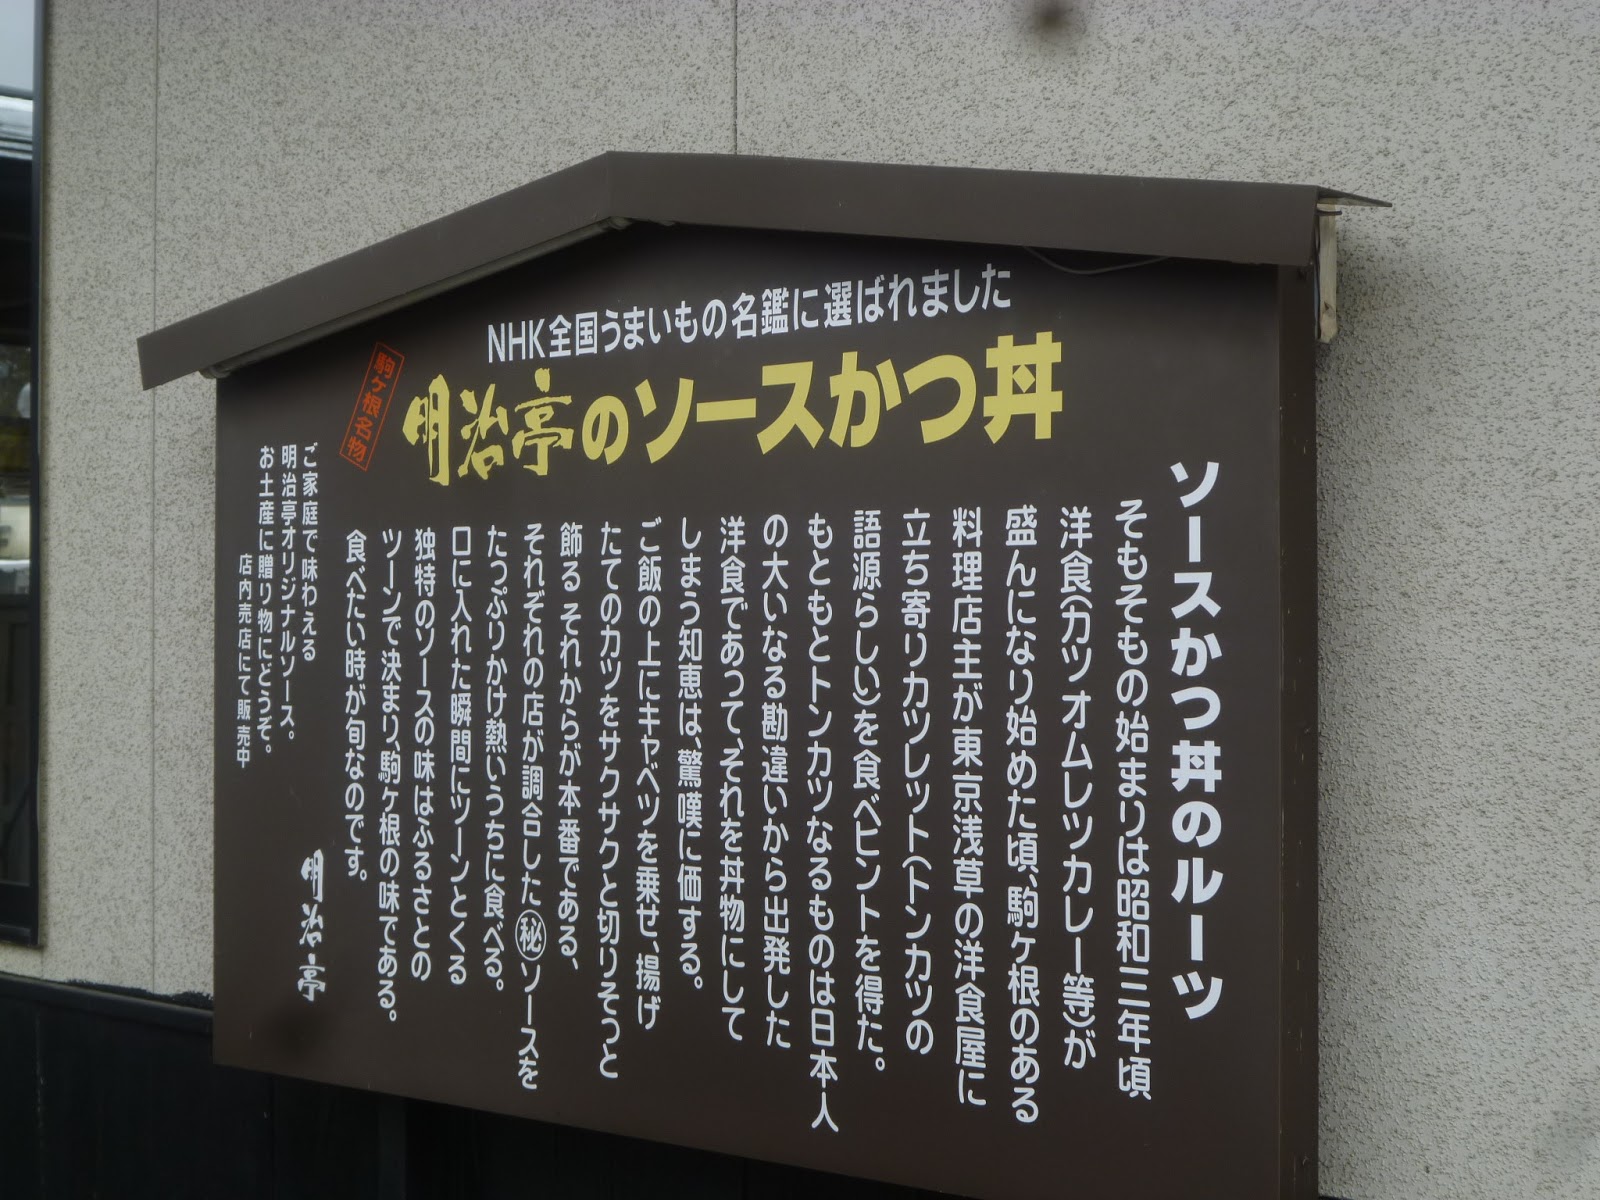 NHK全国うまいもの名鑑に選ばれました
駒ヶ根名物
明治亭のソースかつ丼
ソースかつ丼のルーツ
そもそもの始まりは昭和三年頃
洋食(カツオムレツカレー等)が
盛んになり始めた頃、駒ヶ根のある
料理店主が東京浅草の洋食屋に
立ち寄りカツレット(トンカツの
語源らしい)を食べヒントを得た。
もともとトンカツなるものは日本人
の大いなる勘違いから出発した
洋食であって、それを丼物にして
しまう知恵は、驚嘆に価する。
ご飯の上にキャベツを乗せ、揚げ
たてのカツをサクサクと切りそっと
飾る それからが本番である、
それぞれの店が調合した㊙ソースを
たっぷりかけ熱いうちに食べる。
口に入れた瞬間にツーンとくる
独特のソースの味はふるさとの
ツーンで決まり、駒ヶ根の味である。
食べたい時が旬なのです。
明治亭
ご家庭で味わえる
明治亭オリジナルソース。
お土産に贈り物にどうぞ。
店内売店にて販売中